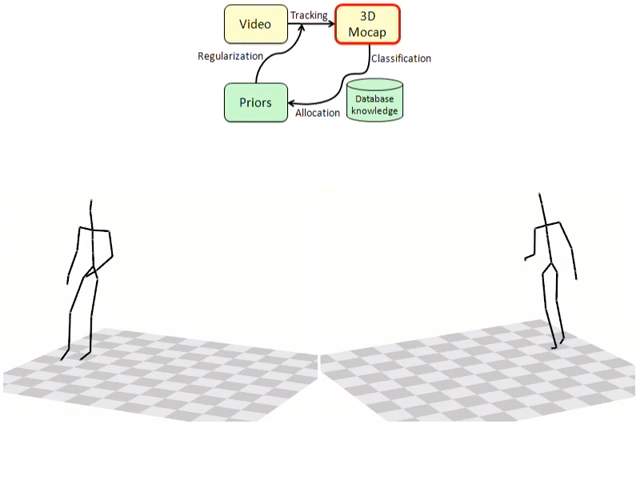 Video
Tracking
3D
Mocap
Regularization
Classification
Priors
Allocation
Database
knowledge